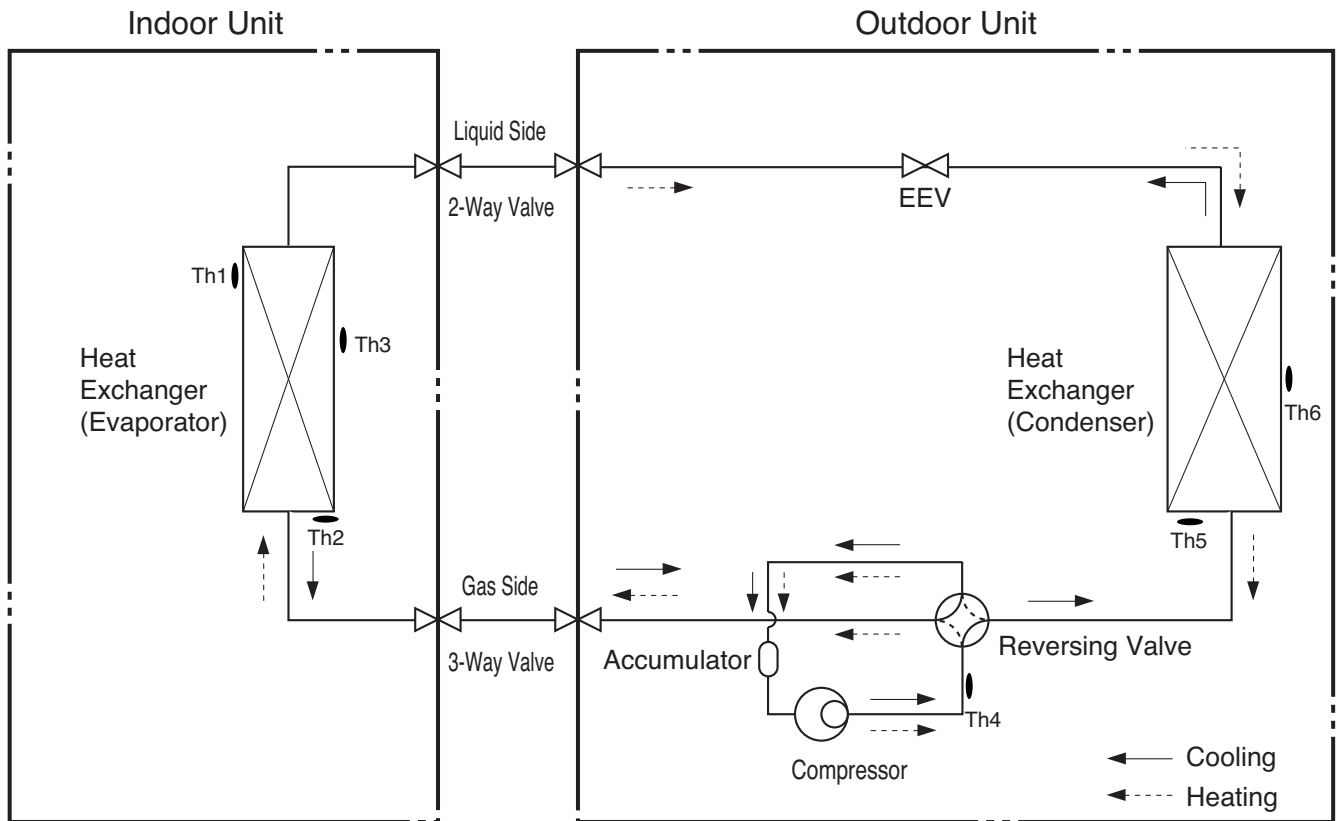 Indoor Unit
Outdoor Unit
Liquid Side
2-Way Valve
EEV
Th1
Th3
Heat
Exchanger
(Evaporator)
Th2
Heat
Exchanger
(Condenser)
Th6
Th5
Gas Side
3-Way Valve
Accumulator
Reversing Valve
Th4
Compressor
Cooling
Heating